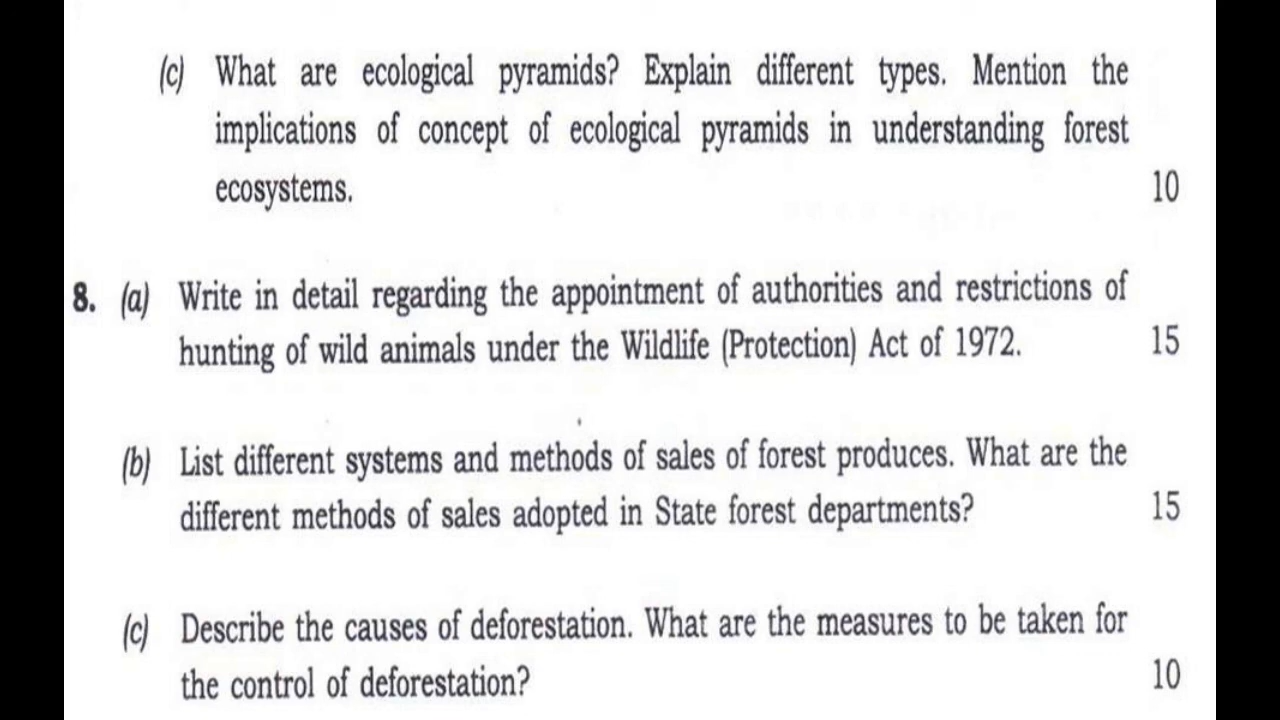 (c) What are ecological pyramids? Explain different types. Mention the
implications of concept of ecological pyramids in understanding forest
ecosystems. 10
8. (a) Write in detail regarding the appointment of authorities and restrictions of
hunting of wild animals under the Wildlife (Protection) Act of 1972. 15
(b) List different systems and methods of sales of forest produces. What are the
different methods of sales adopted in State forest departments? 15
(c) Describe the causes of deforestation. What are the measures to be taken for
the control of deforestation? 10